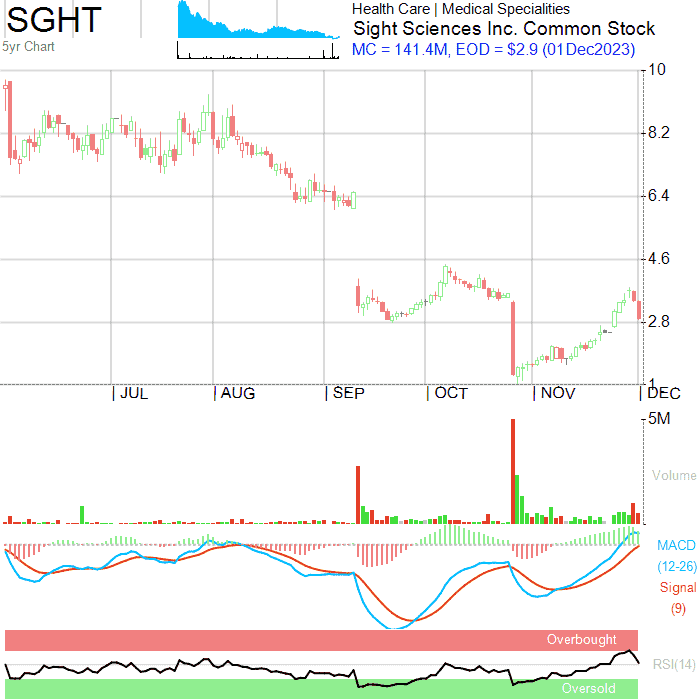 SGHT
5yr Chart
Health Care | Medical Specialities
Sight Sciences Inc. Common Stock
MC = 141.4M, EOD = $2.9 (01Dec2023)
10
8.2
6.4
4.6
2.8
1
JUL AUG SEP OCT NOV DEC
5M
Volume
MACD
(12-26)
Signal
(9)
Overbought
RSI(14)
Oversold